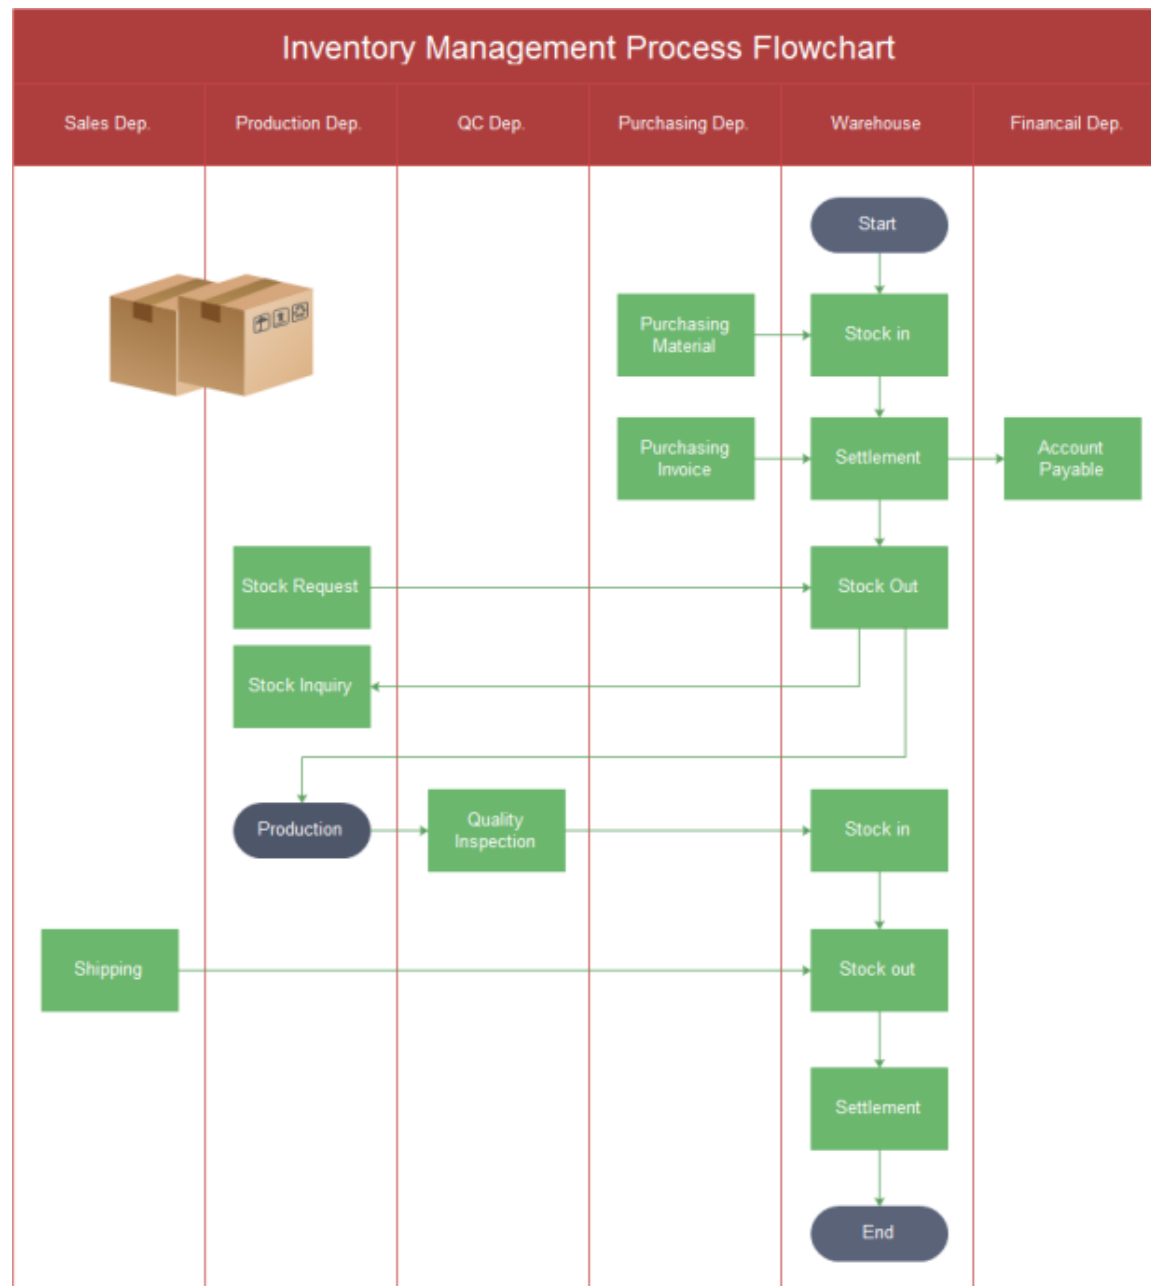 Inventory Management Process Flowchart
Sales Dep.
Production Dep.
QC Dep.
Purchasing Dep.
Warehouse
Financail Dep.
Start
Purchasing
Material
Stock in
Purchasing
Invoice
Settlement
Account
Payable
Stock Request
Stock Out
Stock Inquiry
Production
Quality
Inspection
Stock in
Shipping
Stock out
Settlement
End